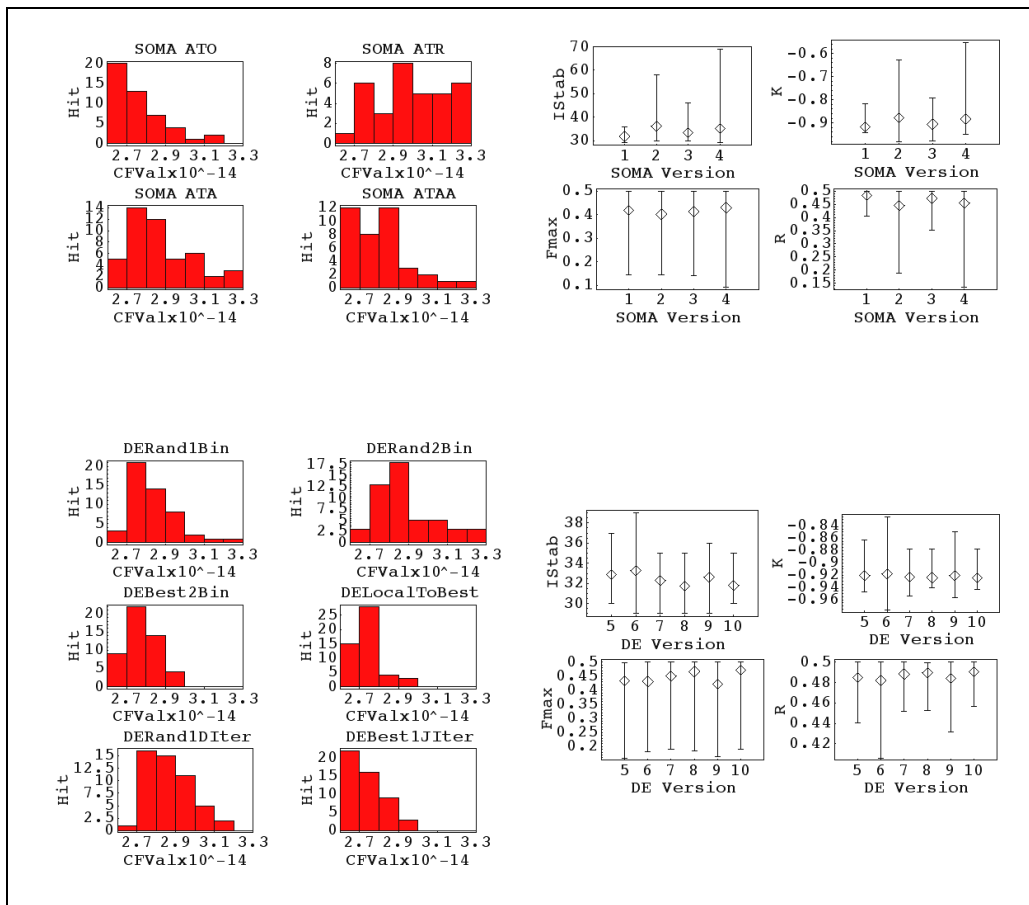 SOMA ATO
20
15
10
5
0
Hit
2.7 2.9 3.1 3.3
CFValx10^-14
SOMA ATR
8
6
4
2
0
Hit
2.7 2.9 3.1 3.3
CFValx10^-14
SOMA ATA
14
12
10
8
6
4
2
0
Hit
2.7 2.9 3.1 3.3
CFValx10^-14
SOMA ATAA
12
10
8
6
4
2
0
Hit
2.7 2.9 3.1 3.3
CFValx10^-14
70
60
50
40
30
IStab
1 2 3 4
SOMA Version
-0.6
-0.7
-0.8
-0.9
K
1 2 3 4
SOMA Version
0.5
0.4
0.3
0.2
0.1
Fmax
1 2 3 4
SOMA Version
0.5
0.45
0.4
0.35
0.3
0.25
0.2
0.15
R
1 2 3 4
SOMA Version
DERand1Bin
20
15
10
5
0
Hit
2.7 2.9 3.1 3.3
CFValx10^-14
DERand2Bin
17.5
15
12.5
10
7.5
5
2.5
0
Hit
2.7 2.9 3.1 3.3
CFValx10^-14
DEBest2Bin
20
15
10
5
0
Hit
2.7 2.9 3.1 3.3
CFValx10^-14
DELocalToBest
25
20
15
10
5
0
Hit
2.7 2.9 3.1 3.3
CFValx10^-14
DERand1DIter
15
12.5
10
7.5
5
2.5
0
Hit
2.7 2.9 3.1 3.3
CFValx10^-14
DEBest1JIter
20
15
10
5
0
Hit
2.7 2.9 3.1 3.3
CFValx10^-14
38
36
34
32
30
IStab
5 6 7 8 9 10
DE Version
-0.84
-0.86
-0.88
-0.9
-0.92
-0.94
-0.96
K
5 6 7 8 9 10
DE Version
0.5
0.45
0.4
0.35
0.3
0.25
0.2
Fmax
5 6 7 8 9 10
DE Version
0.5
0.48
0.46
0.44
0.42
R
5 6 7 8 9 10
DE Version